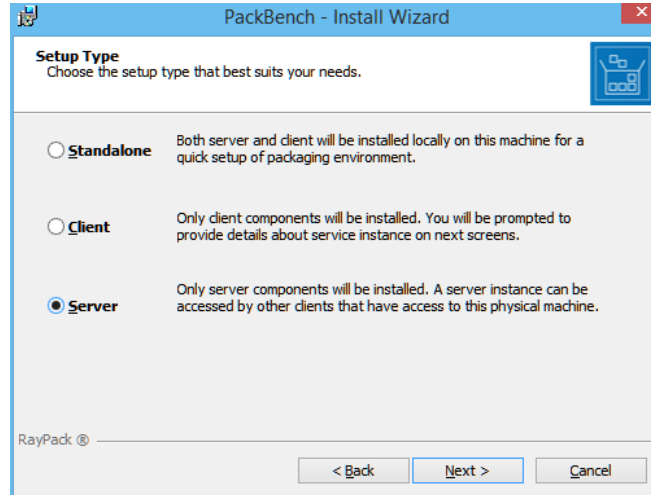 PackBench - Install Wizard
Setup Type
Choose the setup type that best suits your needs.
Standalone
Both server and client will be installed locally on this machine for a
quick setup of packaging environment.
Client
Only client components will be installed. You will be prompted to
provide details about service instance on next screens.
Server
Only server components will be installed. A server instance can be
accessed by other clients that have access to this physical machine.
RayPack ®
< Back
Next >
Cancel